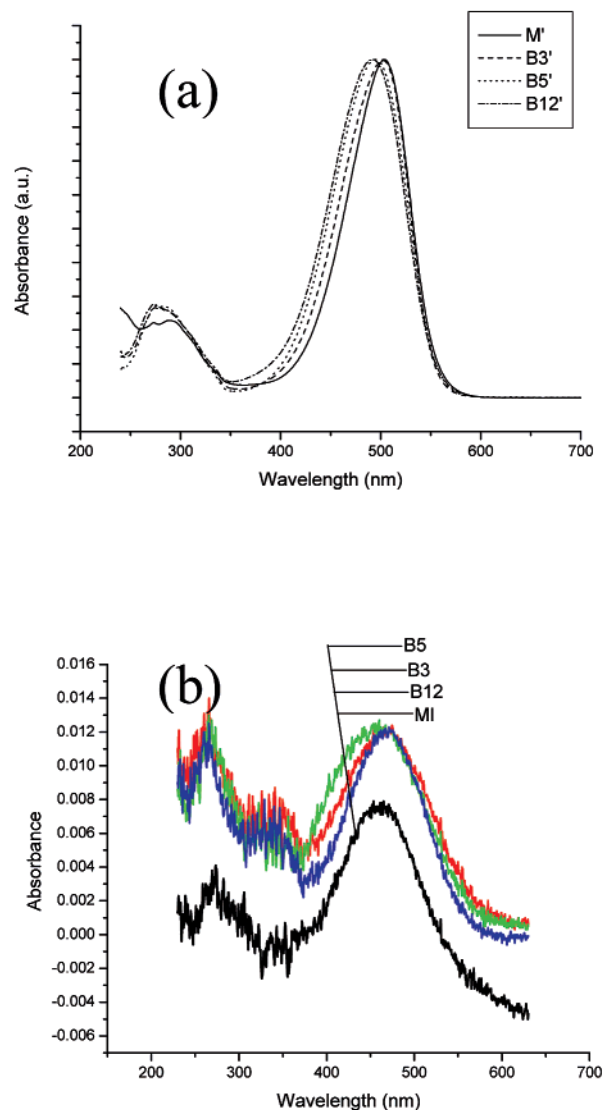 (a)
M'
B3'
B5'
B12'
Absorbance (a.u.)
200 300 400 500 600 700
Wavelength (nm)
(b)
B5
B3
B12
MI
0.016
0.014
0.012
0.010
0.008
0.006
0.004
0.002
0.000
-0.002
-0.004
-0.006
Absorbance
200 300 400 500 600 700
Wavelength (nm)